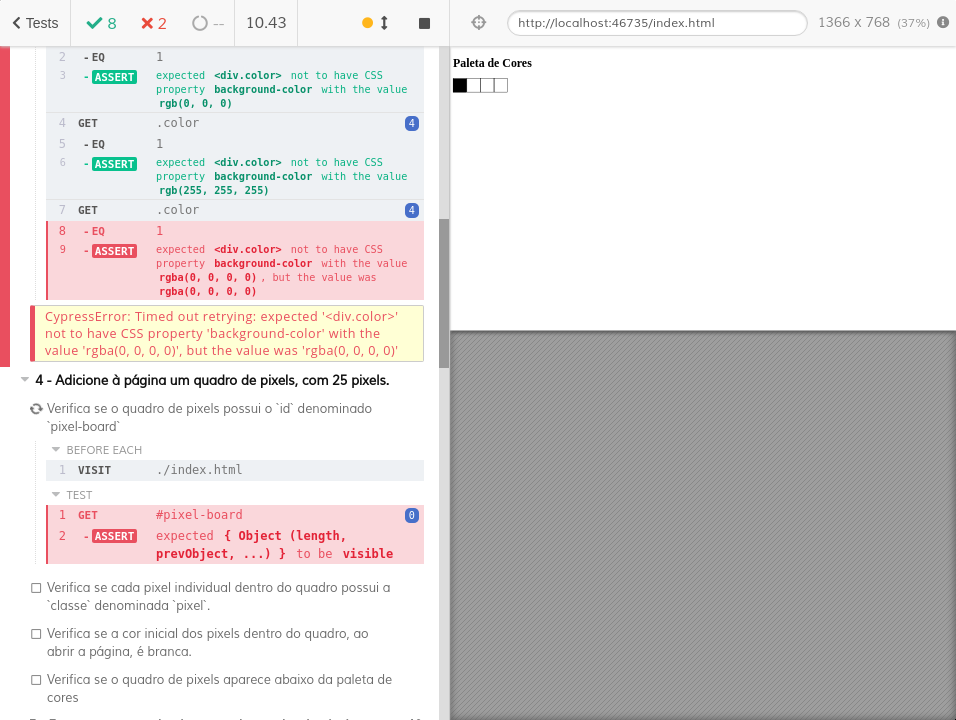 Tests 8 2 -- 10.43 http://localhost:46735/index.html 1366 x 768 (37%)
2 - EQ 1
3 - ASSERT expected <div.color> not to have CSS
property background-color with the value
rgb(0, 0, 0)
4 GET .color 4
5 - EQ 1
6 - ASSERT expected <div.color> not to have CSS
property background-color with the value
rgb(255, 255, 255)
7 GET .color 4
8 - EQ 1
9 - ASSERT expected <div.color> not to have CSS
property background-color with the value
rgba(0, 0, 0, 0) , but the value was
rgba(0, 0, 0, 0)
CypressError: Timed out retrying: expected '<div.color>'
not to have CSS property 'background-color' with the
value 'rgba(0, 0, 0, 0)', but the value was 'rgba(0, 0, 0, 0)'
4 - Adicione à página um quadro de pixels, com 25 pixels.
Verifica se o quadro de pixels possui o `id` denominado
`pixel-board`
BEFORE EACH
1 VISIT ./index.html
TEST
1 GET #pixel-board 0
2 - ASSERT expected { Object (length,
prevObject, ...) } to be visible
Verifica se cada pixel individual dentro do quadro possui a
`classe` denominada `pixel`.
Verifica se a cor inicial dos pixels dentro do quadro, ao
abrir a página, é branca.
Verifica se o quadro de pixels aparece abaixo da paleta de
cores
Paleta de Cores